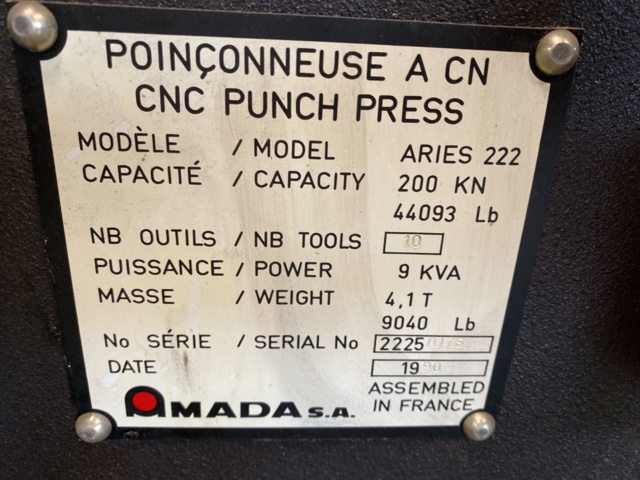 POINÇONNEUSE A CN
CNC PUNCH PRESS
MODÈLE / MODEL ARIES 222
CAPACITÉ / CAPACITY 200 KN
44093 Lb
NB OUTILS / NB TOOLS 10
PUISSANCE / POWER 9 KVA
MASSE / WEIGHT 4,1 T
9040 Lb
No SÉRIE / SERIAL No 2225
DATE 1990
ASSEMBLED
IN FRANCE
AMADA S.A.